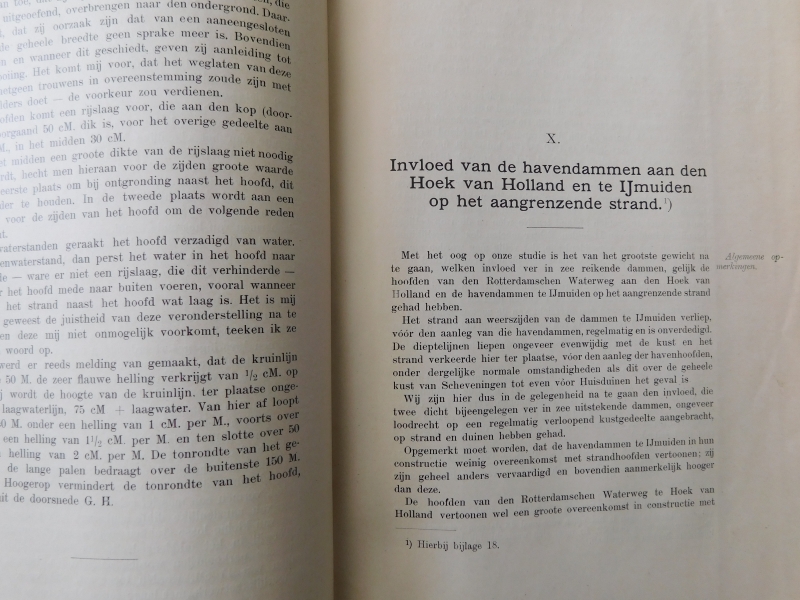 uitgeoefend, overbrengen naar den ondergrond. Daar-
dat zij oorzaak zijn dat van een aaneengesloten
de geheele breedte geen sprake meer is. Bovendien
en wanneer dit geschiedt, geven zij aanleiding tot
Het komt mij voor, dat het weglaten van deze
hetgeen trouwens in overeenstemming zoude zijn met
doet — de voorkeur zou verdienen.
komt een rijslaag voor, die aan den kop (door-
50 cM. dik is, voor het overige gedeelte aan
in het midden 30 cM.
midden een groote dikte van de rijslaag niet noodig
hecht men hieraan voor de zijden groote waarde
eerste plaats om bij ontgronding naast het hoofd, dit
te houden. In de tweede plaats wordt aan een
voor de zijden van het hoofd om de volgende reden
waterstanden geraakt het hoofd verzadigd van water.
dan perst het water in het hoofd naar
de — ware er niet een rijslaag, die dit verhinderde —
het hoofd mede naar buiten voeren, vooral wanneer
het strand naast het hoofd wat laag is. Het is mij
geweest de juistheid van deze veronderstelling na te
deze mij niet onmogelijk voorkomt, teeken ik ze
woord op.
werd er reeds melding van gemaakt, dat de kruinlijn
50 M. de zeer flauwe helling verkrijgt van 1/2 cM. op
wordt de hoogte van de kruinlijn. ter plaatse onge-
laagwaterlijn, 75 cM + laagwater. Van hier af loopt
M. onder een helling van 1 cM. per M., voorts over
een helling van 1 1/2 cM. per M. en ten slotte over 50
helling van 2 cM. per M. De tonrondte van het ge-
de lange palen bedraagt over de buitenste 150 M.
Hoogerop vermindert de tonrondte van het hoofd,
uit de doorsnede G. H.
X.
Invloed van de havendammen aan den
Hoek van Holland en te IJmuiden
op het aangrenzende strand.¹)
Met het oog op onze studie is het van het grootste gewicht na
te gaan, welken invloed ver in zee reikende dammen, gelijk de
hoofden van den Rotterdamschen Waterweg aan den Hoek van
Holland en de havendammen te IJmuiden op het aangrenzende strand
gehad hebben.
Algemeene op-
merkingen.
Het strand aan weerszijden van de dammen te IJmuiden verliep,
vóór den aanleg van die havendammen, regelmatig en is onverdedigd.
De dieptelijnen liepen ongeveer evenwijdig met de kust en het
strand verkeerde hier ter plaatse, vóór den aanleg der havenhoofden,
onder dergelijke normale omstandigheden als dit over de geheele
kust van Scheveningen tot even vóór Huisduinen het geval is
Wij zijn hier dus in de gelegenheid na te gaan den invloed, die
twee dicht bijeengelegen ver in zee uitstekende dammen, ongeveer
loodrecht op een regelmatig verloopend kustgedeelte aangebracht,
op strand en duinen hebben gehad.
Opgemerkt moet worden, dat de havendammen te IJmuiden in hun
constructie weinig overeenkomst met strandhoofden vertoonen; zij
zijn geheel anders vervaardigd en bovendien aanmerkelijk hooger
dan deze.
De hoofden van den Rotterdamschen Waterweg te Hoek van
Holland vertoonen wel een groote overeenkomst in constructie met
¹) Hierbij bijlage 18.